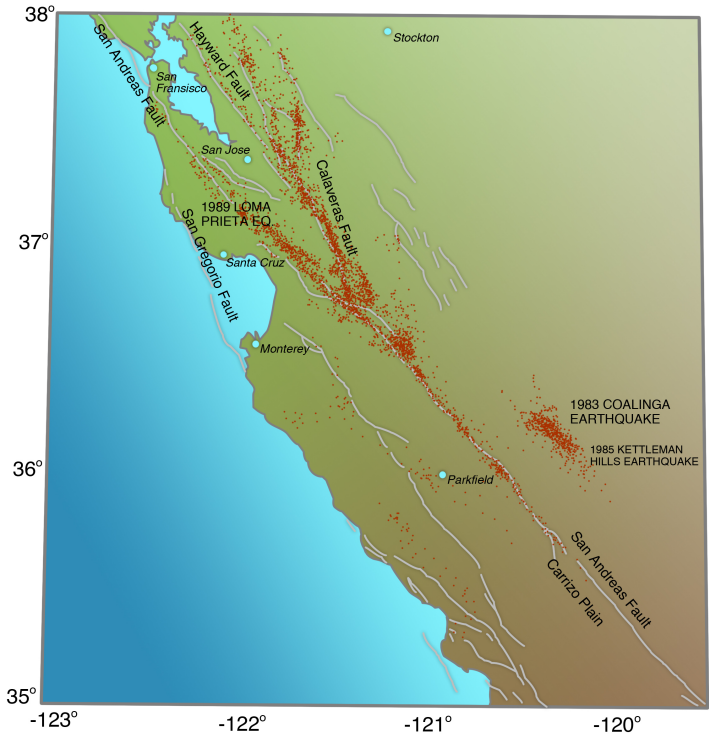 38°
San Andreas Fault
Hayward Fault
Stockton
San
Fransisco
San Jose
Calaveras Fault
1989 LOMA
PRIETA EQ
37°
San Gregorio Fault
Santa Cruz
Monterey
1983 COALINGA
EARTHQUAKE
1985 KETTLEMAN
HILLS EARTHQUAKE
36°
Parkfield
San Andreas Fault
Carrizo Plain
35°
-123°
-122°
-121°
-120°